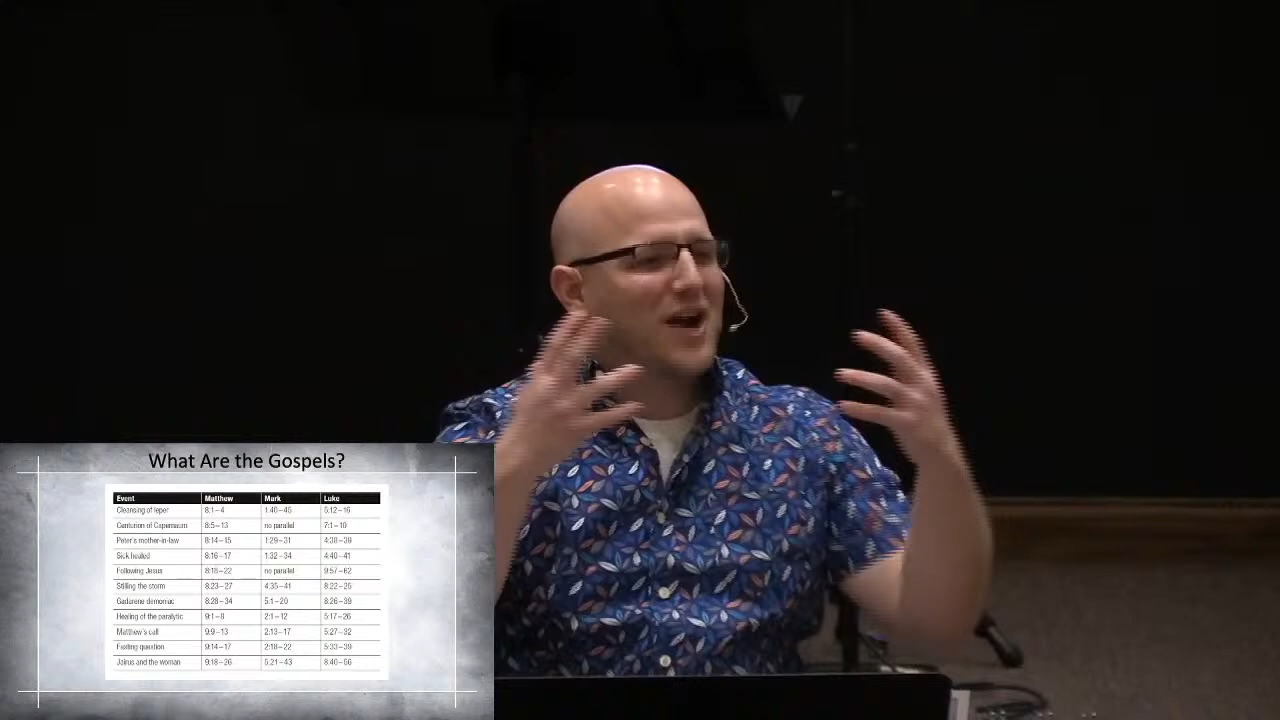 What Are the Gospels?
Event Matthew Mark Luke
Cleansing of leper 8:1–4 1:40–45 5:12–16
Centurion of Capernaum 8:5–13 no parallel 7:1–10
Peter's mother-in-law 8:14–15 1:29–31 4:38–39
Sick healed 8:16–17 1:32–34 4:40–41
Following Jesus 8:18–22 no parallel 9:57–62
Stilling the storm 8:23–27 4:35–41 8:22–25
Gadarene demoniac 8:28–34 5:1–20 8:26–39
Healing of the paralytic 9:1–8 2:1–12 5:17–26
Matthew's call 9:9–13 2:13–17 5:27–32
Fasting question 9:14–17 2:18–22 5:33–39
Jairus and the woman 9:18–26 5:21–43 8:40–56